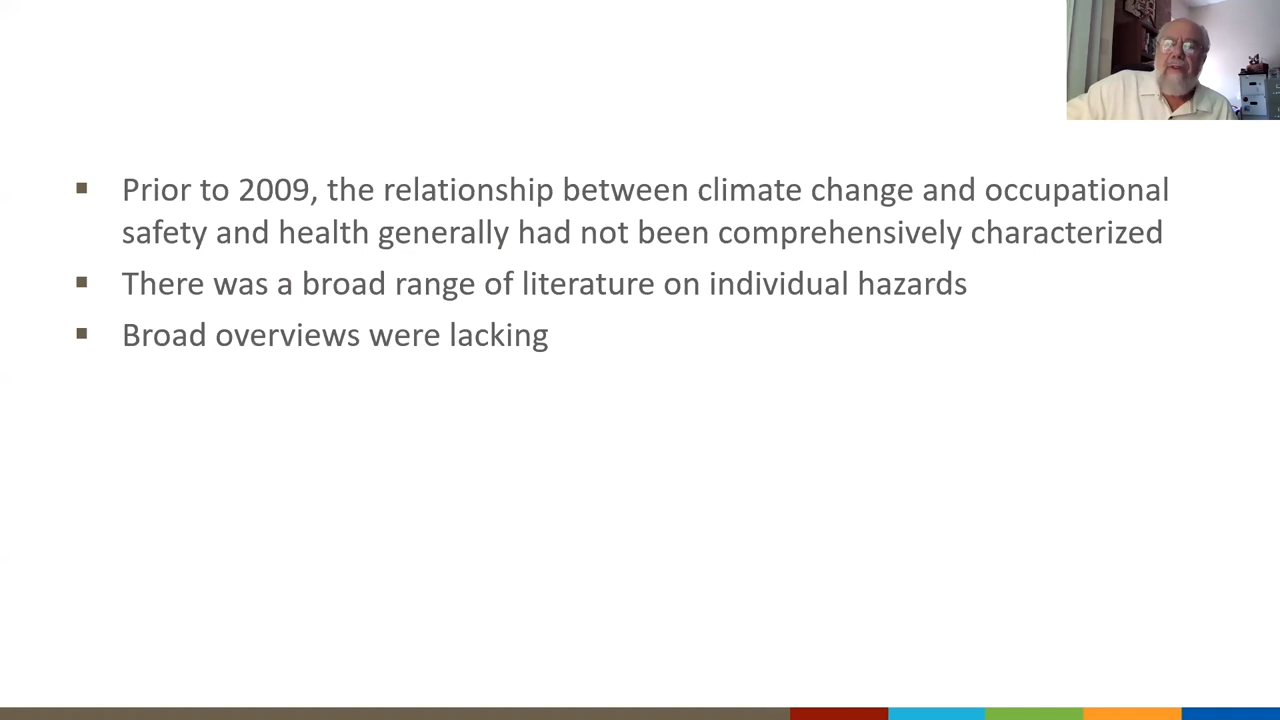 ▪ Prior to 2009, the relationship between climate change and occupational
safety and health generally had not been comprehensively characterized
▪ There was a broad range of literature on individual hazards
▪ Broad overviews were lacking